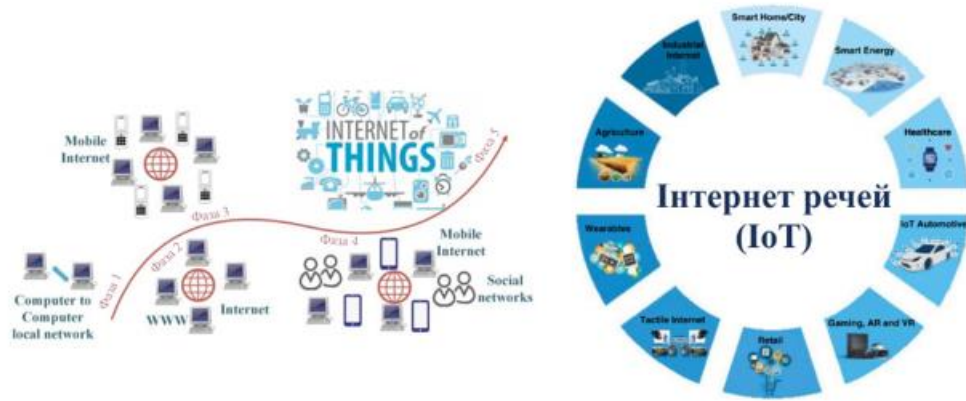 Mobile
Internet
INTERNET of
THINGS
Фаза 5
Фаза 3
Фаза 4
Фаза 2
Фаза 1
Mobile
Internet
Social
networks
Internet
WWW
Computer to
Computer
local network
Smart Home/City
Smart Energy
Healthcare
IoT Automotive
Gaming, AR and VR
Retail
Tactile Internet
Wearables
Agriculture
Industrial
Internet
Інтернет речей
(IoT)